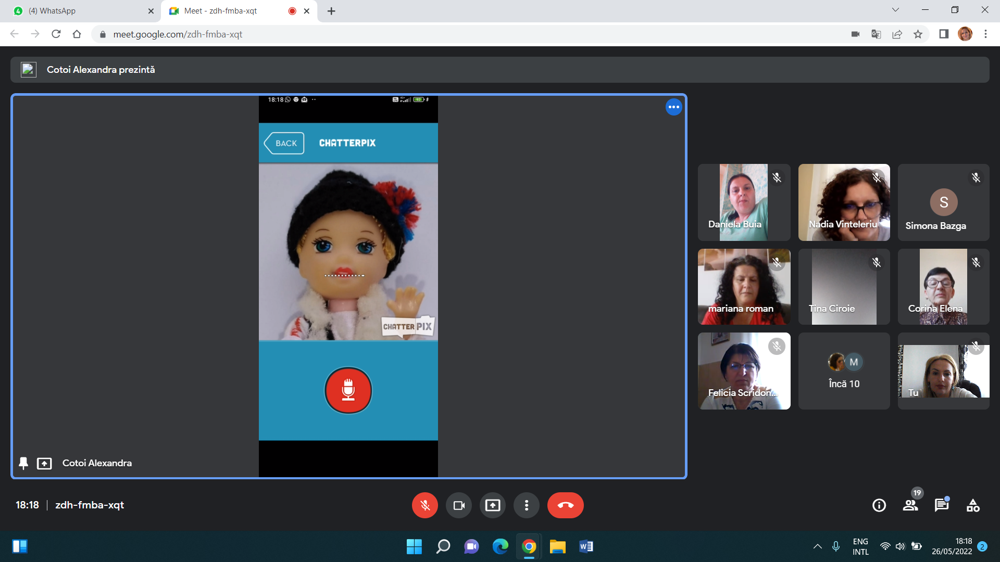 (4) WhatsApp
Meet - zdh-fmba-xqt
meet.google.com/zdh-fmba-xqt
Cotoi Alexandra prezintă
18:18
92
BACK
CHATTERPIX
CHATTER PIX
Cotoi Alexandra
Daniela Buia
Nadia Vinteleriu
S
Simona Bazga
mariana roman
Tina Ciroie
Corina Elena
Felicia Scridon...
M
Încă 10
Tu
18:18 | zdh-fmba-xqt
19
ENG
INTL
18:18
26/05/2022
2